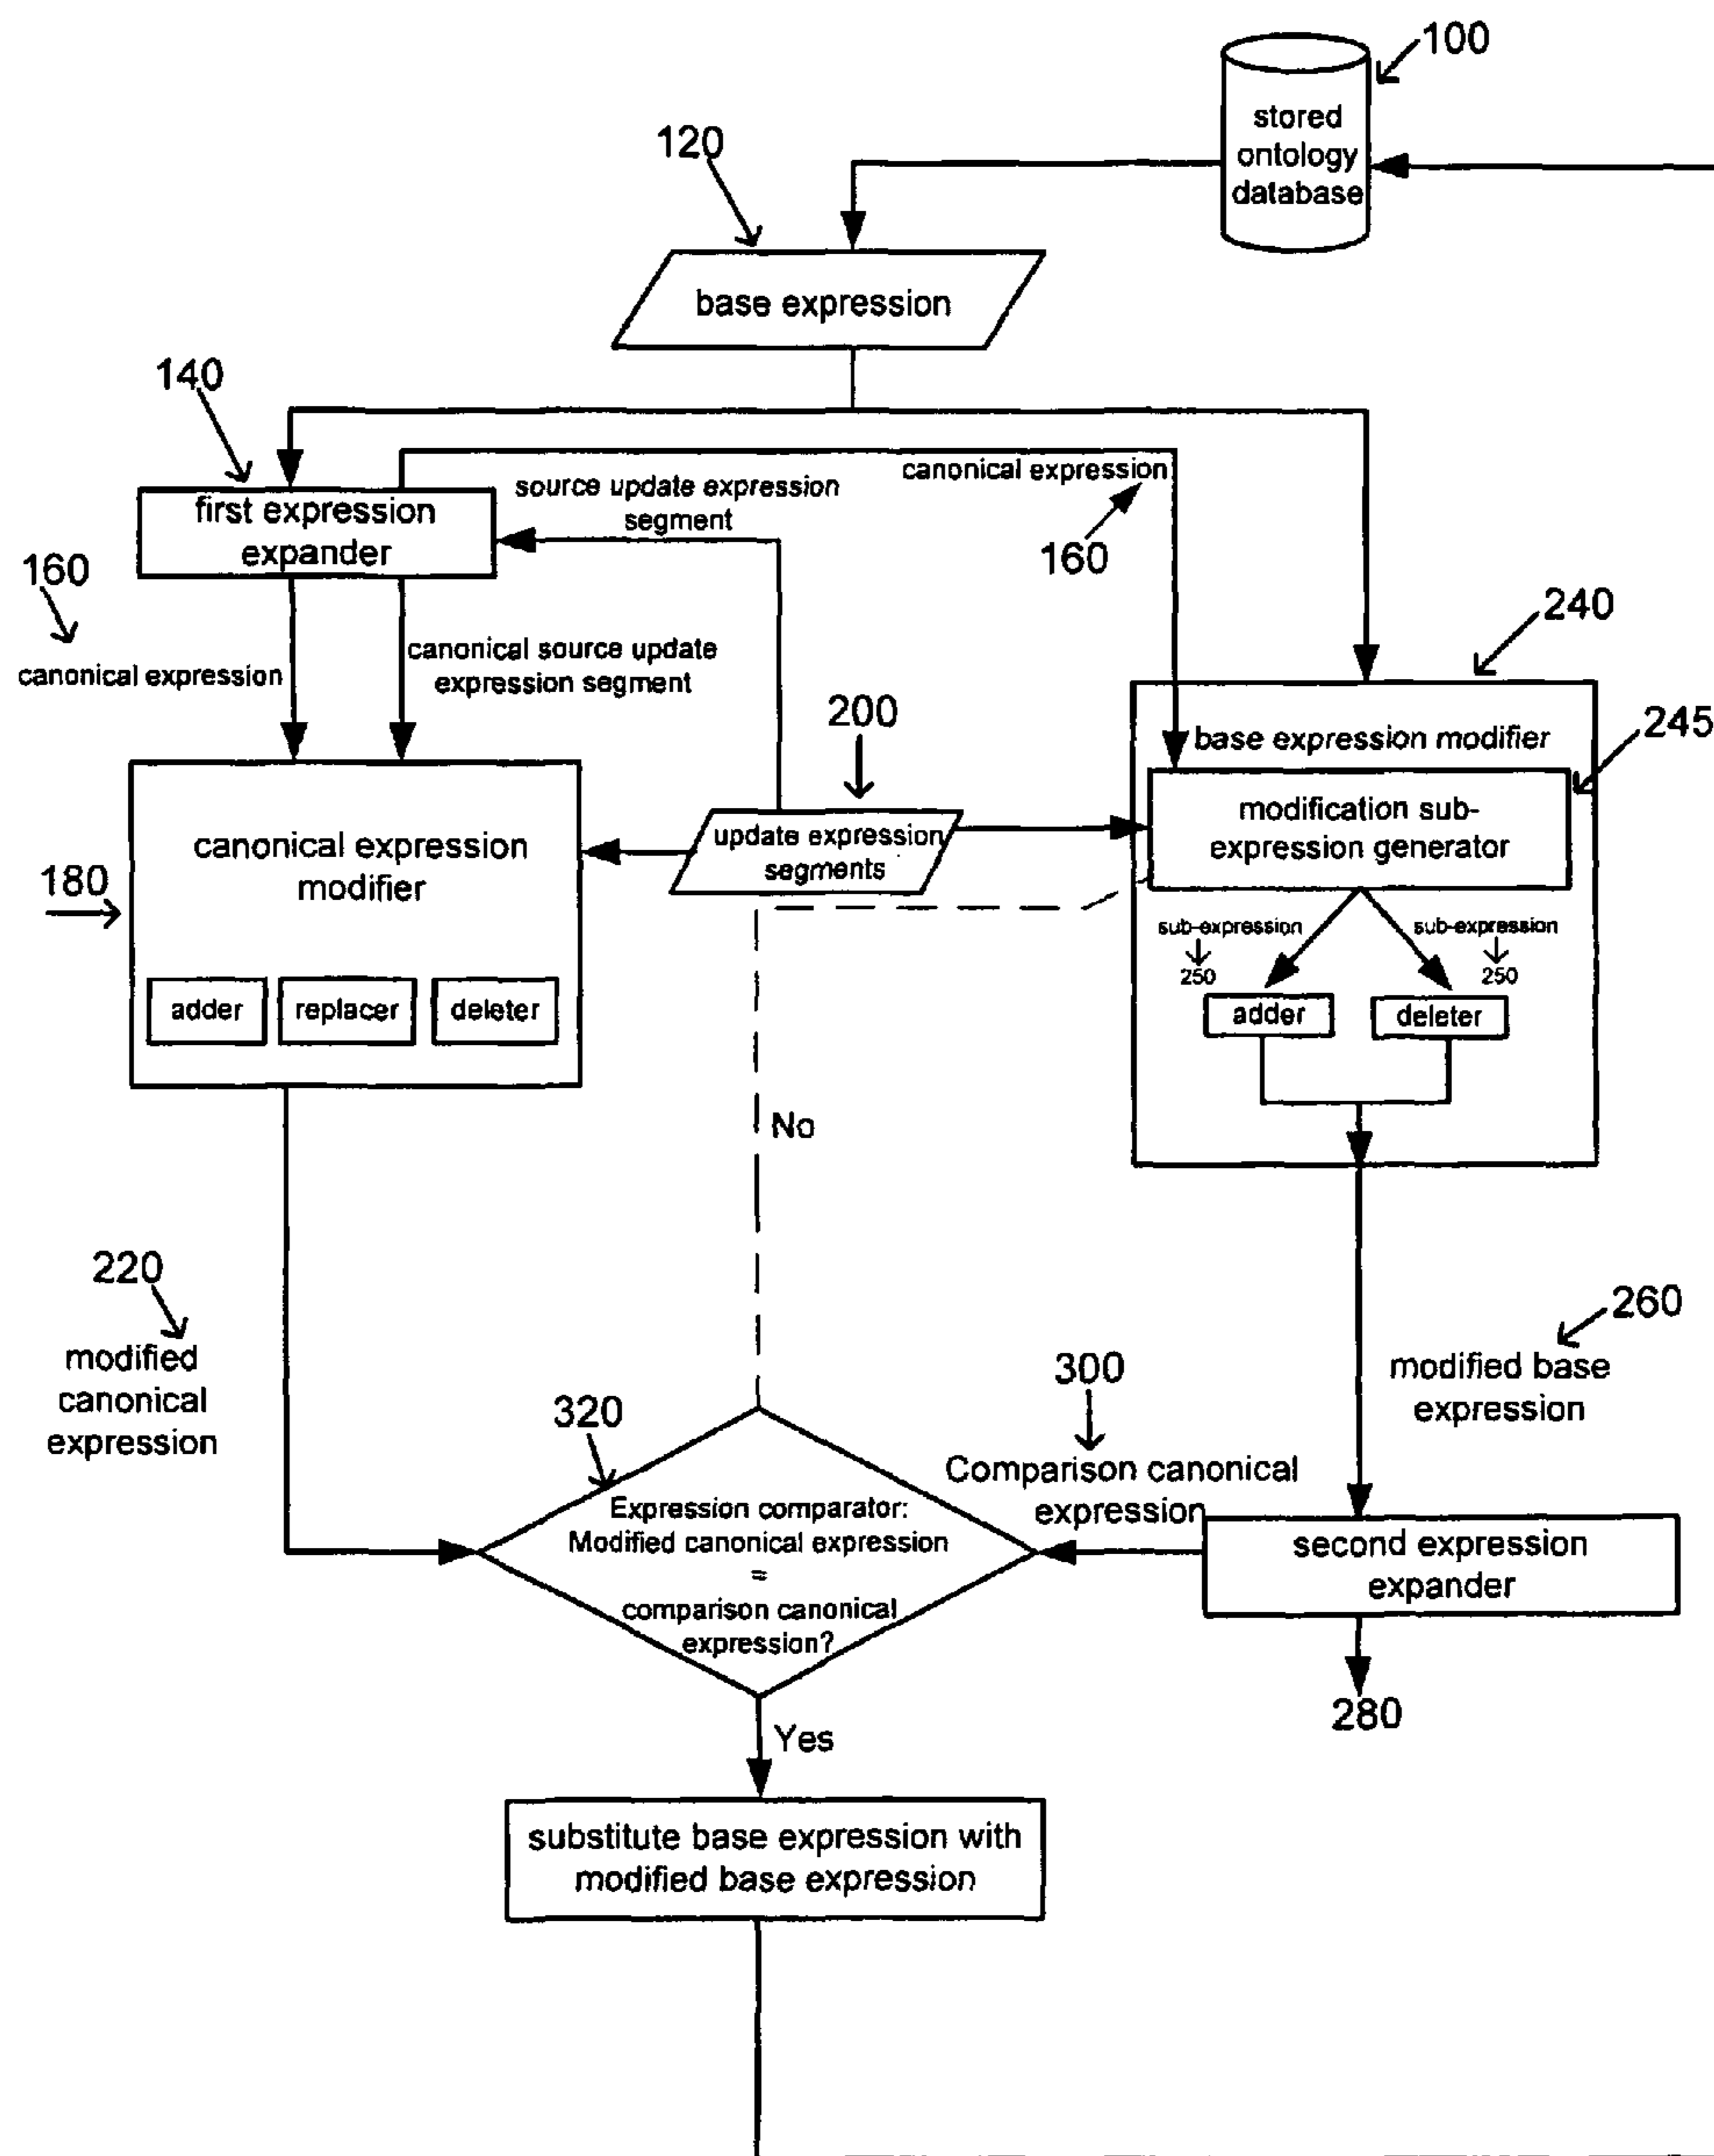 100
stored
ontology
database
120
base expression
140
first expression
expander
source update expression
segment
canonical expression
160
160
canonical expression
canonical source update
expression segment
240
245
base expression modifier
modification sub-
expression generator
sub-expression
250
sub-expression
250
adder
deleter
200
update expression
segments
180
canonical expression
modifier
adder
replacer
deleter
No
220
modified
canonical
expression
260
modified base
expression
300
Comparison canonical
expression
320
Expression comparator:
Modified canonical expression
=
comparison canonical
expression?
second expression
expander
280
Yes
substitute base expression with
modified base expression